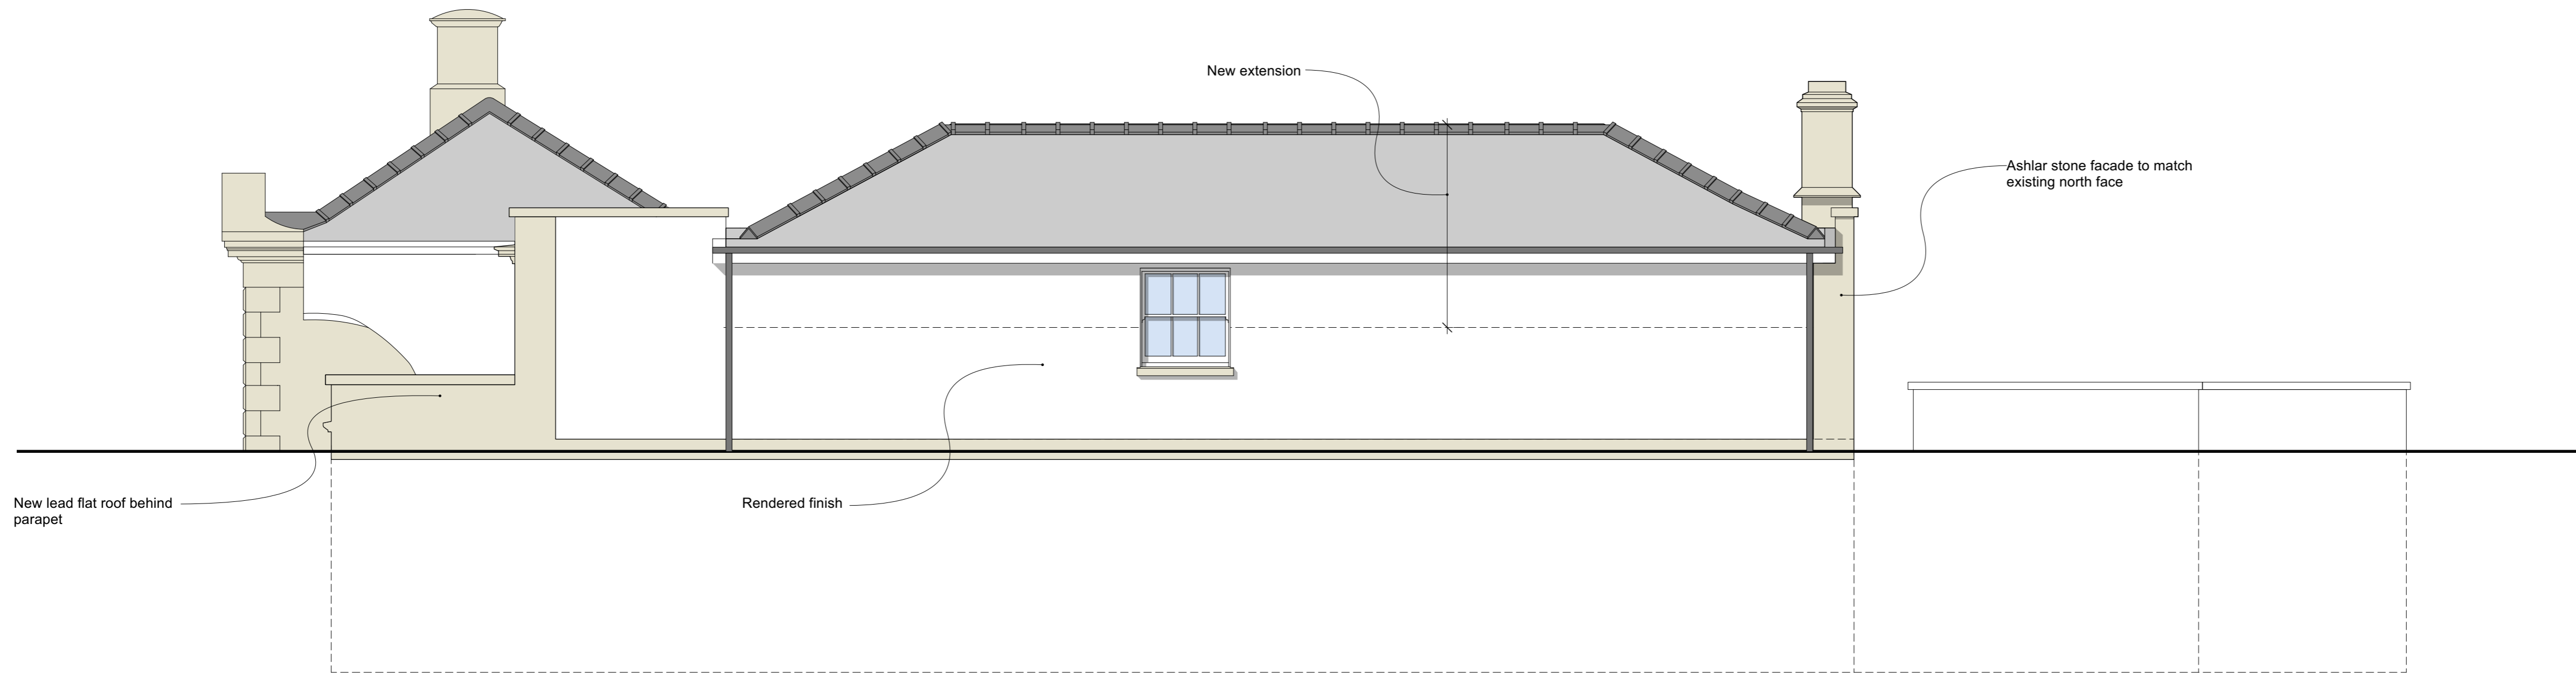 New extension
Ashlar stone facade to match
existing north face
New lead flat roof behind
parapet
Rendered finish